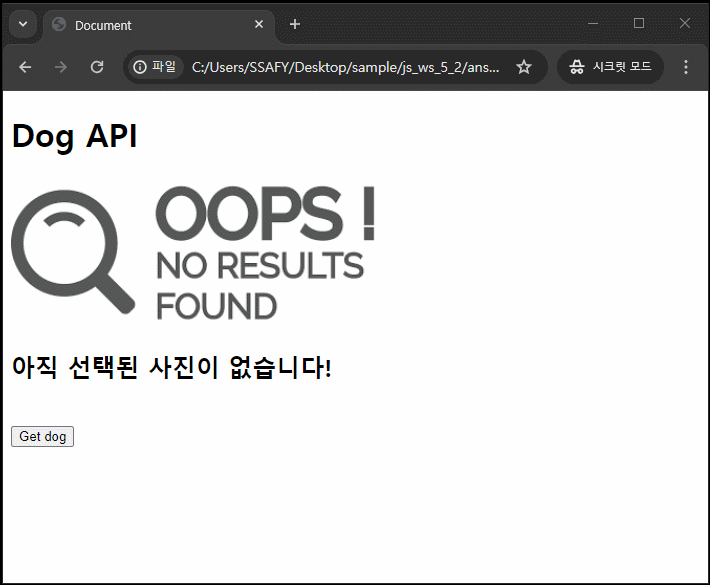 Document
파일
C:/Users/SSAFY/Desktop/sample/js_ws_5_2/ans...
시크릿 모드
Dog API
OOPS !
NO RESULTS
FOUND
아직 선택된 사진이 없습니다!
Get dog